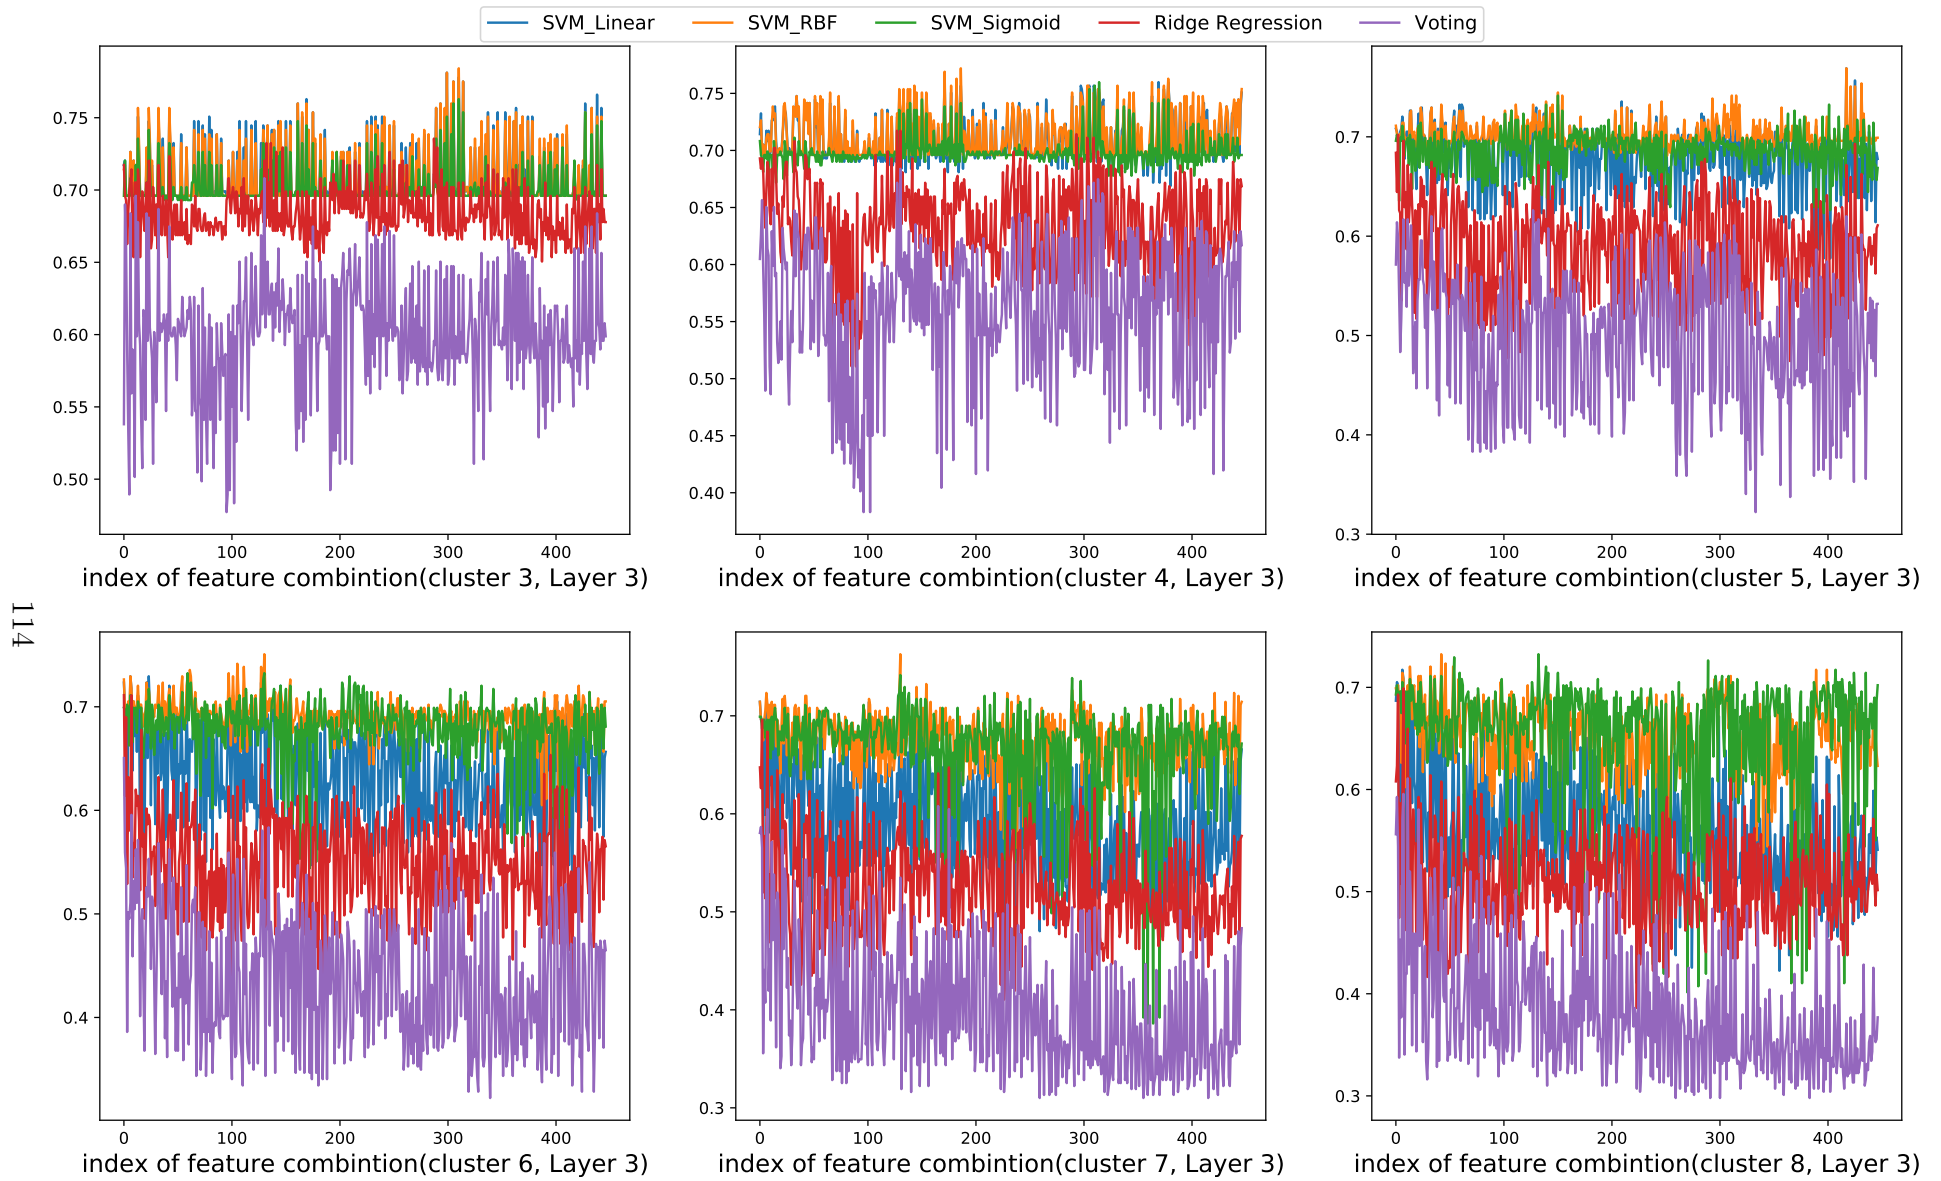 SVM_Linear SVM_RBF SVM_Sigmoid Ridge Regression Voting
0.75
0.70
0.65
0.60
0.55
0.50
0 100 200 300 400
index of feature combintion(cluster 3, Layer 3)
0.75
0.70
0.65
0.60
0.55
0.50
0.45
0.40
0 100 200 300 400
index of feature combintion(cluster 4, Layer 3)
0.7
0.6
0.5
0.4
0.3
0 100 200 300 400
index of feature combintion(cluster 5, Layer 3)
114
0.7
0.6
0.5
0.4
0 100 200 300 400
index of feature combintion(cluster 6, Layer 3)
0.7
0.6
0.5
0.4
0.3
0 100 200 300 400
index of feature combintion(cluster 7, Layer 3)
0.7
0.6
0.5
0.4
0.3
0 100 200 300 400
index of feature combintion(cluster 8, Layer 3)